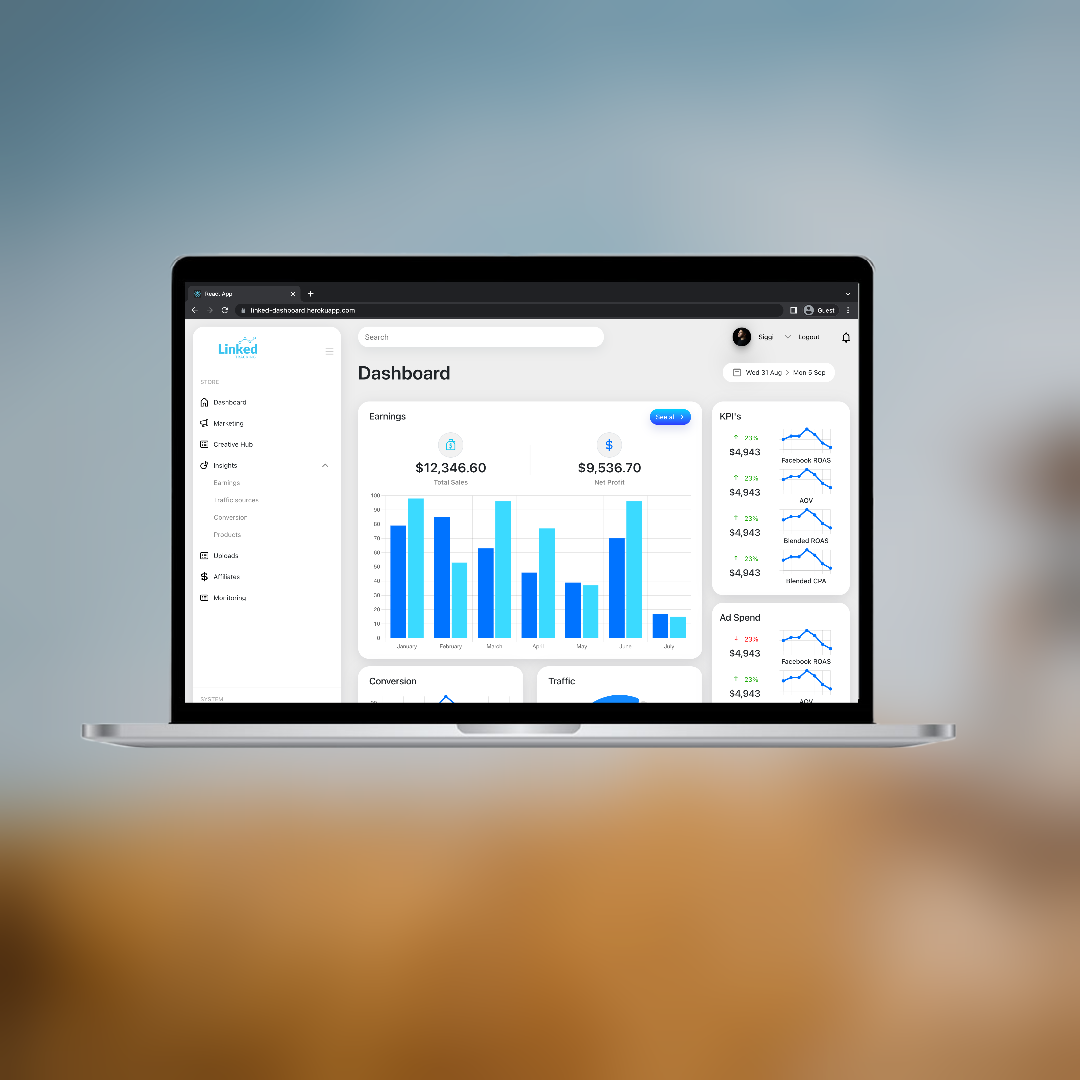 React App
linked-dashboard.herokuapp.com
Guest
Linked
STORE
Dashboard
Marketing
Creative Hub
Insights
Earnings
Traffic sources
Conversion
Products
Uploads
Affiliates
Monitoring
SYSTEM
Search
Siggi
Logout
Dashboard
Wed 31 Aug > Mon 5 Sep
Earnings
See all >
$12,346.60
Total Sales
$9,536.70
Net Profit
100
90
80
70
60
50
40
30
20
10
0
January February March April May June July
Conversion
Traffic
KPI's
↑ 23%
$4,943
Facebook ROAS
↑ 23%
$4,943
AOV
↑ 23%
$4,943
Blended ROAS
↑ 23%
$4,943
Blended CPA
Ad Spend
↓ 23%
$4,943
Facebook ROAS
↑ 23%
$4,943
AOV